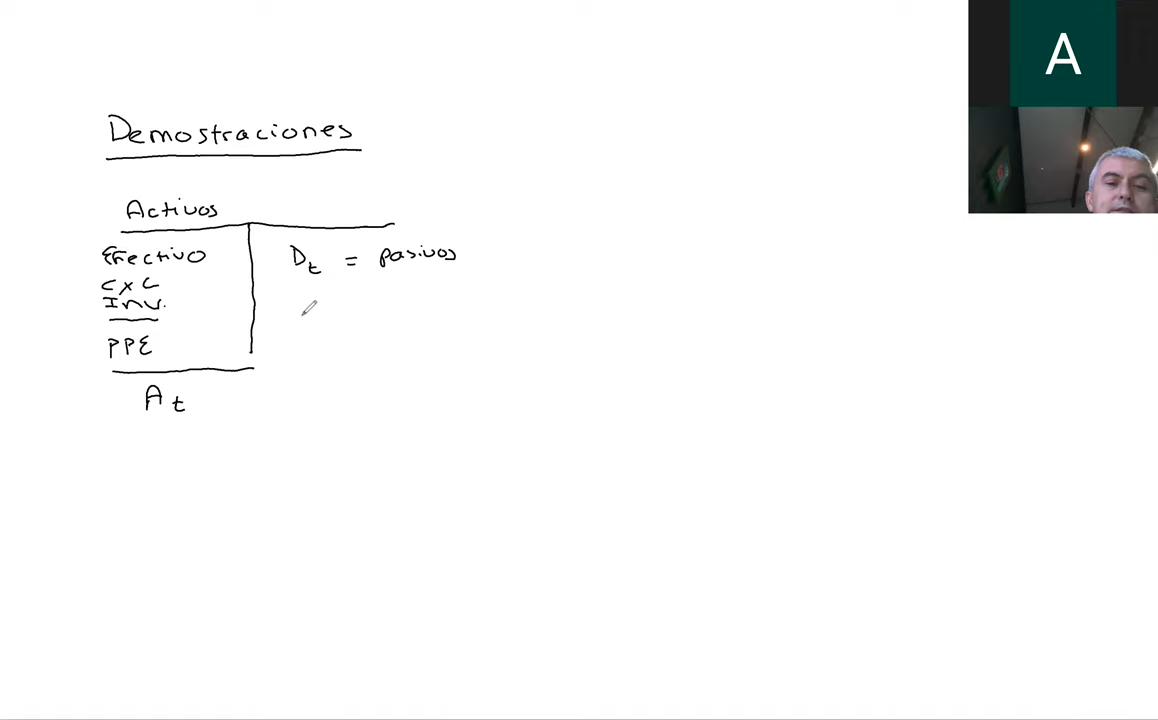 A
Demostraciones
Activos
Efectivo
Dt = pasivos
CxC
Inv.
PPE
At